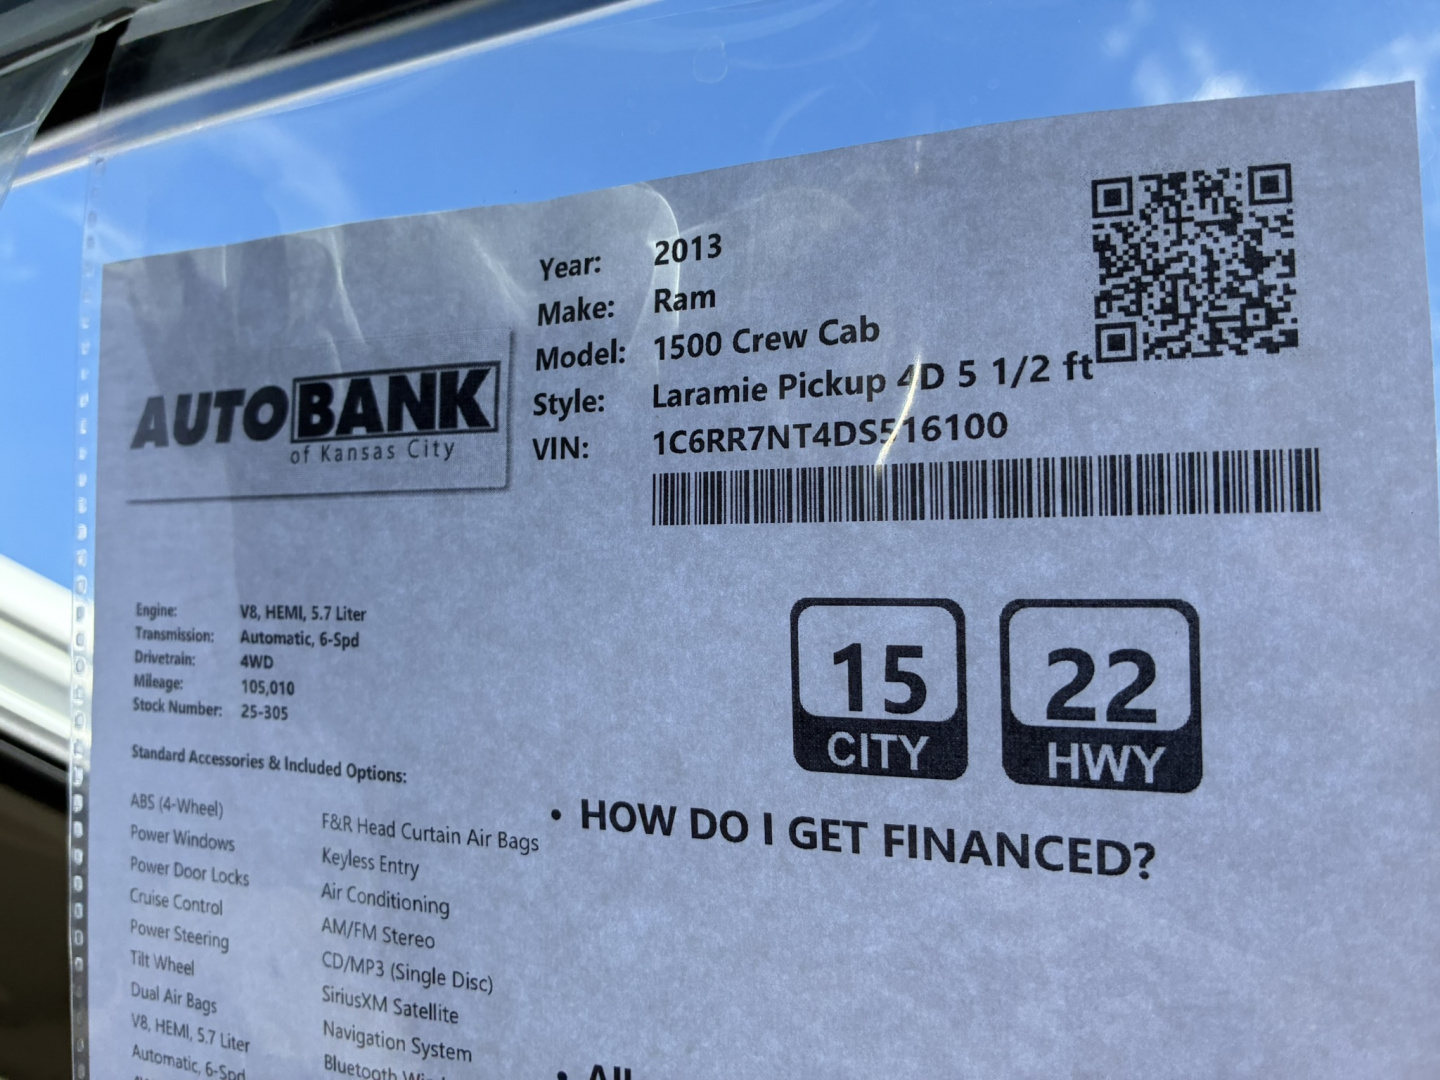 AUTOBANK
of Kansas City
Year: 2013
Make: Ram
Model: 1500 Crew Cab
Style: Laramie Pickup 4D 5 1/2 ft
VIN: 1C6RR7NT4DS516100
Engine: V8, HEMI, 5.7 Liter
Transmission: Automatic, 6-Spd
Drivetrain: 4WD
Mileage: 105,010
Stock Number: 25-305
15
CITY
22
HWY
Standard Accessories & Included Options:
ABS (4-Wheel)
Power Windows
Power Door Locks
Cruise Control
Power Steering
Tilt Wheel
Dual Air Bags
V8, HEMI, 5.7 Liter
Automatic, 6-Spd
F&R Head Curtain Air Bags
Keyless Entry
Air Conditioning
AM/FM Stereo
CD/MP3 (Single Disc)
SiriusXM Satellite
Navigation System
Bluetooth
• HOW DO I GET FINANCED?
• All